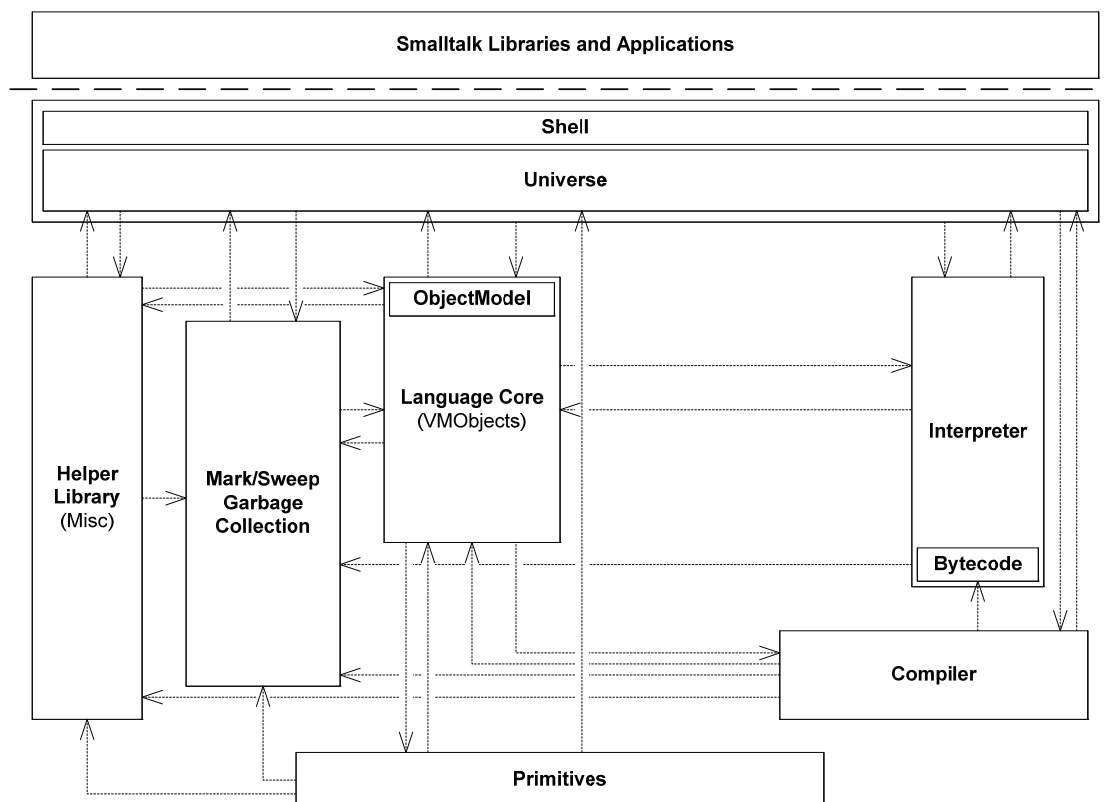 Smalltalk Libraries and Applications
Shell
Universe
ObjectModel
Language Core
(VMObjects)
Helper
Library
(Misc)
Mark/Sweep
Garbage
Collection
Interpreter
Bytecode
Compiler
Primitives